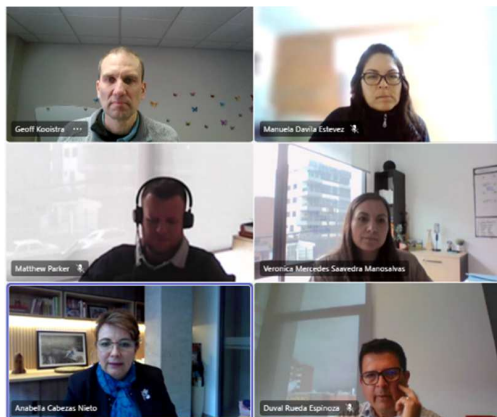 Geoff Kooistra
Manuela Davila Estevez
Matthew Parker
Veronica Mercedes Saavedra Manosalvas
Anabella Cabezas Nieto
Duval Rueda Espinoza